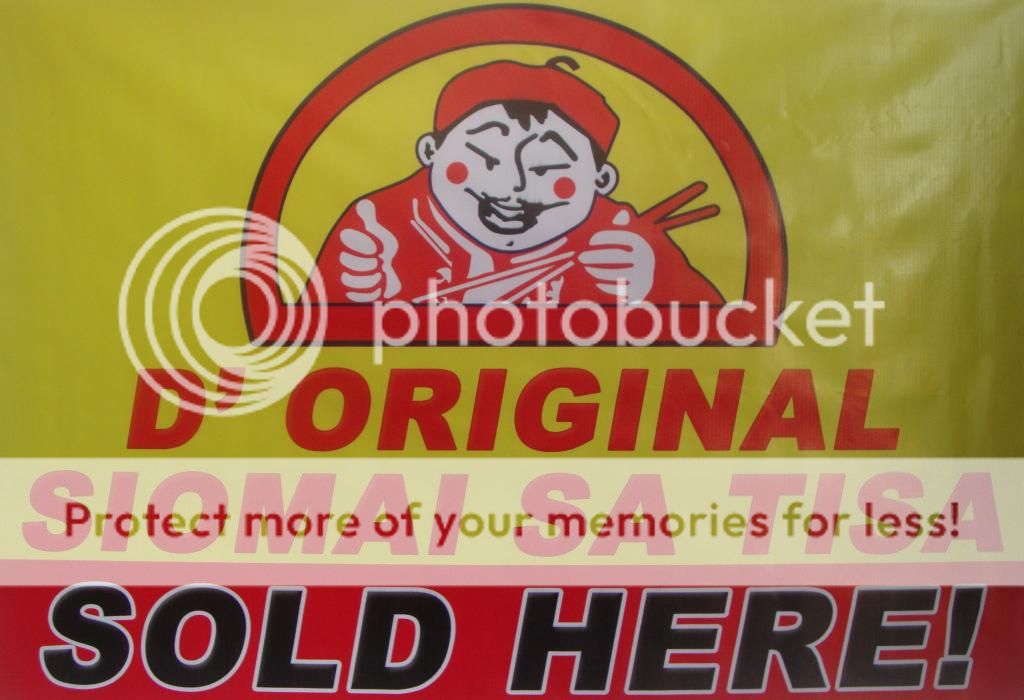 photobucket
D' ORIGINAL
SIOMAI SA TISA
Protect more of your memories for less!
SOLD HERE!